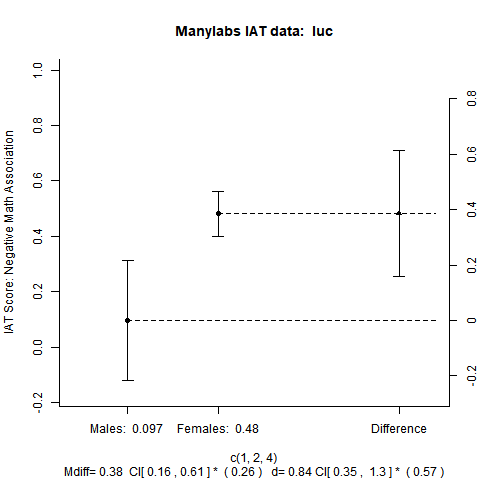 Manylabs IAT data:  luc
IAT Score: Negative Math Association
1.0
0.8
0.6
0.4
0.2
0.0
-0.2
0.8
0.6
0.4
0.2
0
-0.2
Males:  0.097    Females:  0.48    Difference
c(1, 2, 4)
Mdiff= 0.38  CI[ 0.16 , 0.61 ] *  ( 0.26 )   d= 0.84 CI[ 0.35 ,  1.3 ] *  ( 0.57 )